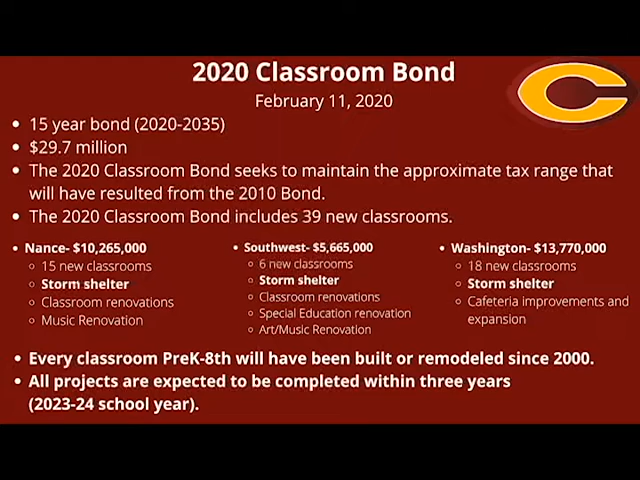 2020 Classroom Bond
February 11, 2020
• 15 year bond (2020-2035)
• $29.7 million
• The 2020 Classroom Bond seeks to maintain the approximate tax range that
will have resulted from the 2010 Bond.
• The 2020 Classroom Bond includes 39 new classrooms.
• Nance- $10,265,000
○ 15 new classrooms
○ Storm shelter
○ Classroom renovations
○ Music Renovation
• Southwest- $5,665,000
○ 6 new classrooms
○ Storm shelter
○ Classroom renovations
○ Special Education renovation
○ Art/Music Renovation
• Washington- $13,770,000
○ 18 new classrooms
○ Storm shelter
○ Cafeteria improvements and
expansion
• Every classroom PreK-8th will have been built or remodeled since 2000.
• All projects are expected to be completed within three years
(2023-24 school year).
C